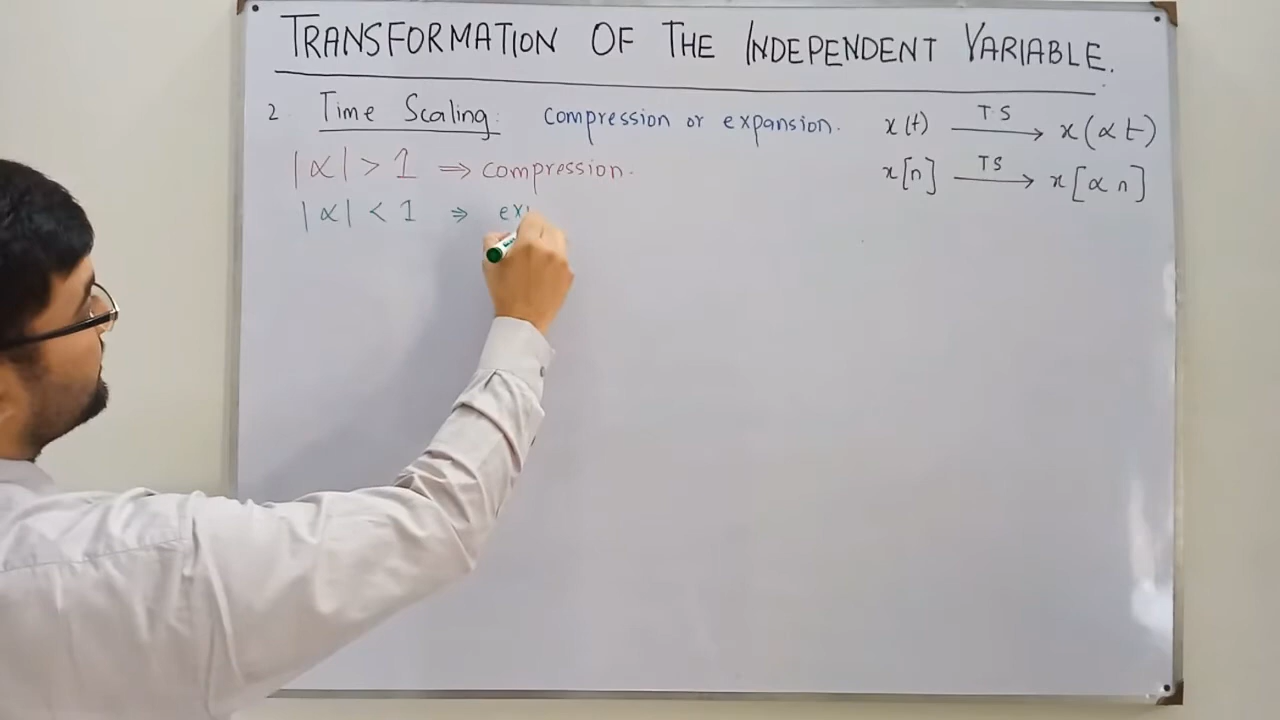 TRANSFORMATION OF THE INDEPENDENT VARIABLE.
2 Time Scaling: compression or expansion. x(t) —TS→ x(αt)
|α| > 1 ⇒ compression. x[n] —TS→ x[αn]
|α| < 1 ⇒